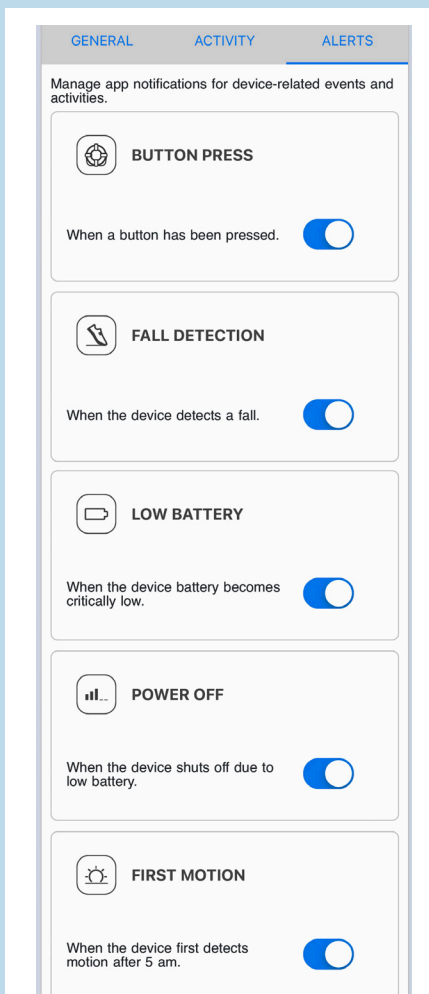 GENERAL ACTIVITY ALERTS
Manage app notifications for device-related events and
activities.
BUTTON PRESS
When a button has been pressed.
FALL DETECTION
When the device detects a fall.
LOW BATTERY
When the device battery becomes
critically low.
POWER OFF
When the device shuts off due to
low battery.
FIRST MOTION
When the device first detects
motion after 5 am.